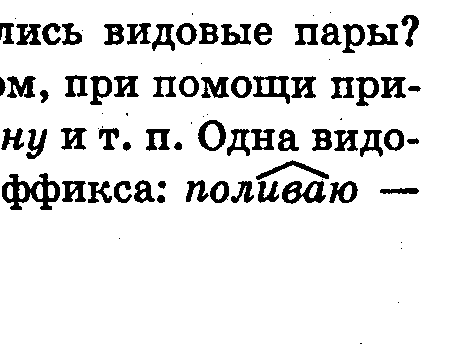 лись видовые пары?
ом, при помощи при-
ну и т. п. Одна видо-
ффикса: поливаю —